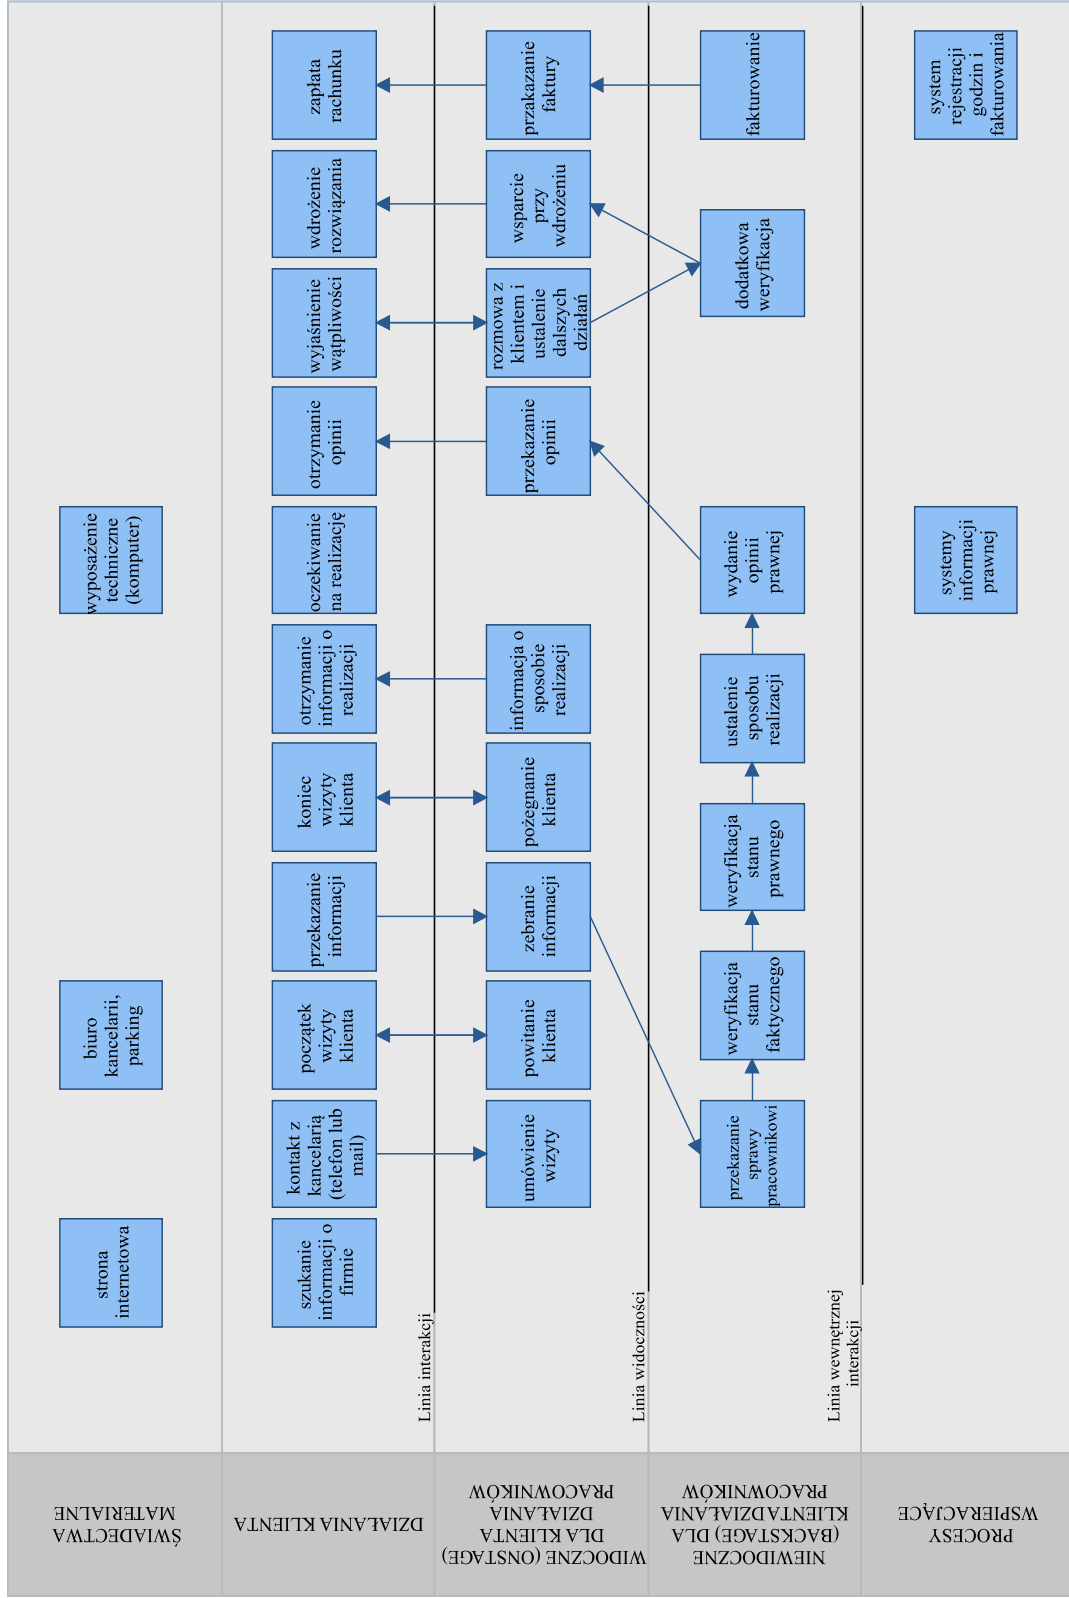 ŚWIADECTWA
MATERIALNE
strona
internetowa
biuro
kancelarii,
parking
wyposażenie
techniczne
(komputer)
DZIAŁANIA KLIENTA
szukanie
informacji o
firmie
kontakt z
kancelarią
(telefon lub
mail)
początek
wizyty
klienta
przekazanie
informacji
koniec
wizyty
klienta
otrzymanie
informacji o
realizacji
oczekiwanie
na realizację
otrzymanie
opinii
wyjaśnienie
wątpliwości
wdrożenie
rozwiązania
zapłata
rachunku
Linia interakcji
WIDOCZNE (ONSTAGE)
DLA KLIENTA
DZIAŁANIA
PRACOWNIKÓW
umówienie
wizyty
powitanie
klienta
zebranie
informacji
pożegnanie
klienta
informacja o
sposobie
realizacji
przekazanie
opinii
rozmowa z
klientem i
ustalenie
dalszych
działań
wsparcie
przy
wdrożeniu
przakazanie
faktury
Linia widoczności
NIEWIDOCZNE
(BACKSTAGE) DLA
KLIENTA DZIAŁANIA
PRACOWNIKÓW
przekazanie
sprawy
pracownikowi
weryfikacja
stanu
faktycznego
weryfikacja
stanu
prawnego
ustalenie
sposobu
realizacji
wydanie
opinii
prawnej
dodatkowa
weryfikacja
fakturowanie
Linia wewnętrznej
interakcji
PROCESY
WSPIERAJĄCE
systemy
informacji
prawnej
system
rejestracji
godzin i
fakturowania